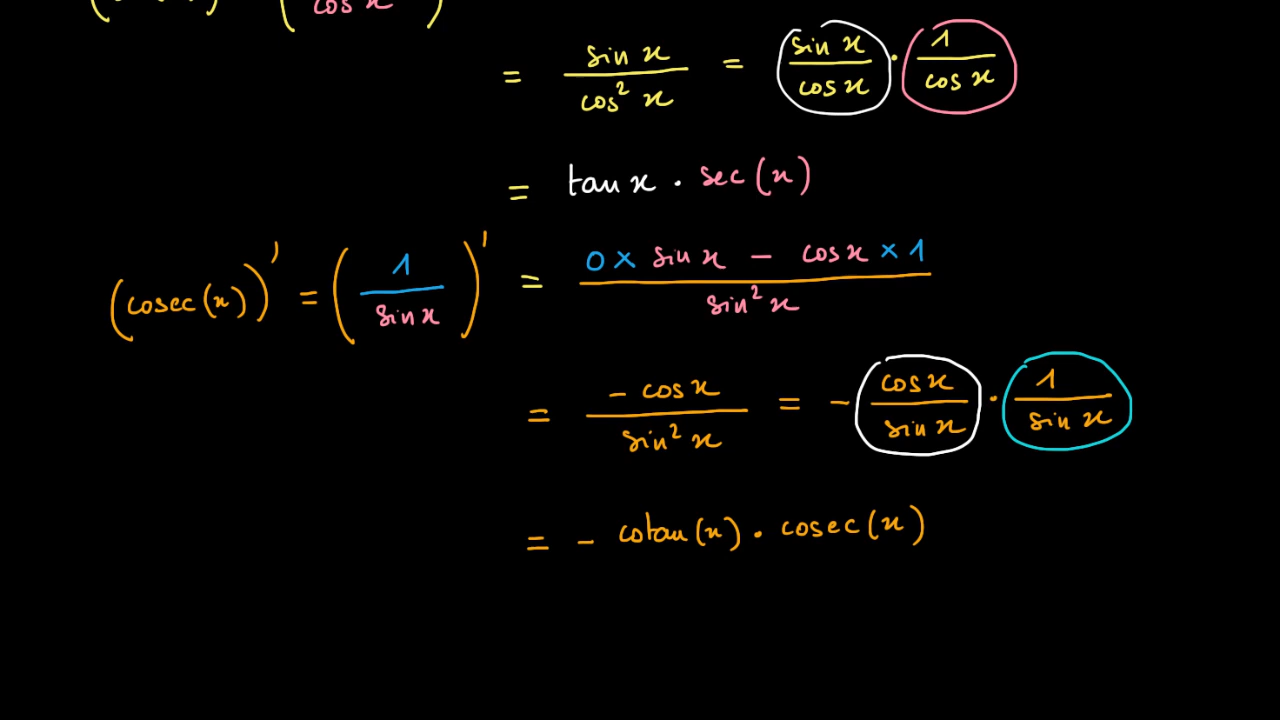 cos x
= sin x / cos² x = sin x / cos x · 1 / cos x
= tan x · sec(x)
(cosec(x))' = (1 / sin x)' = 0 × sin x − cos x × 1 / sin² x
= − cos x / sin² x = − cos x / sin x · 1 / sin x
= − cotan(x) · cosec(x)